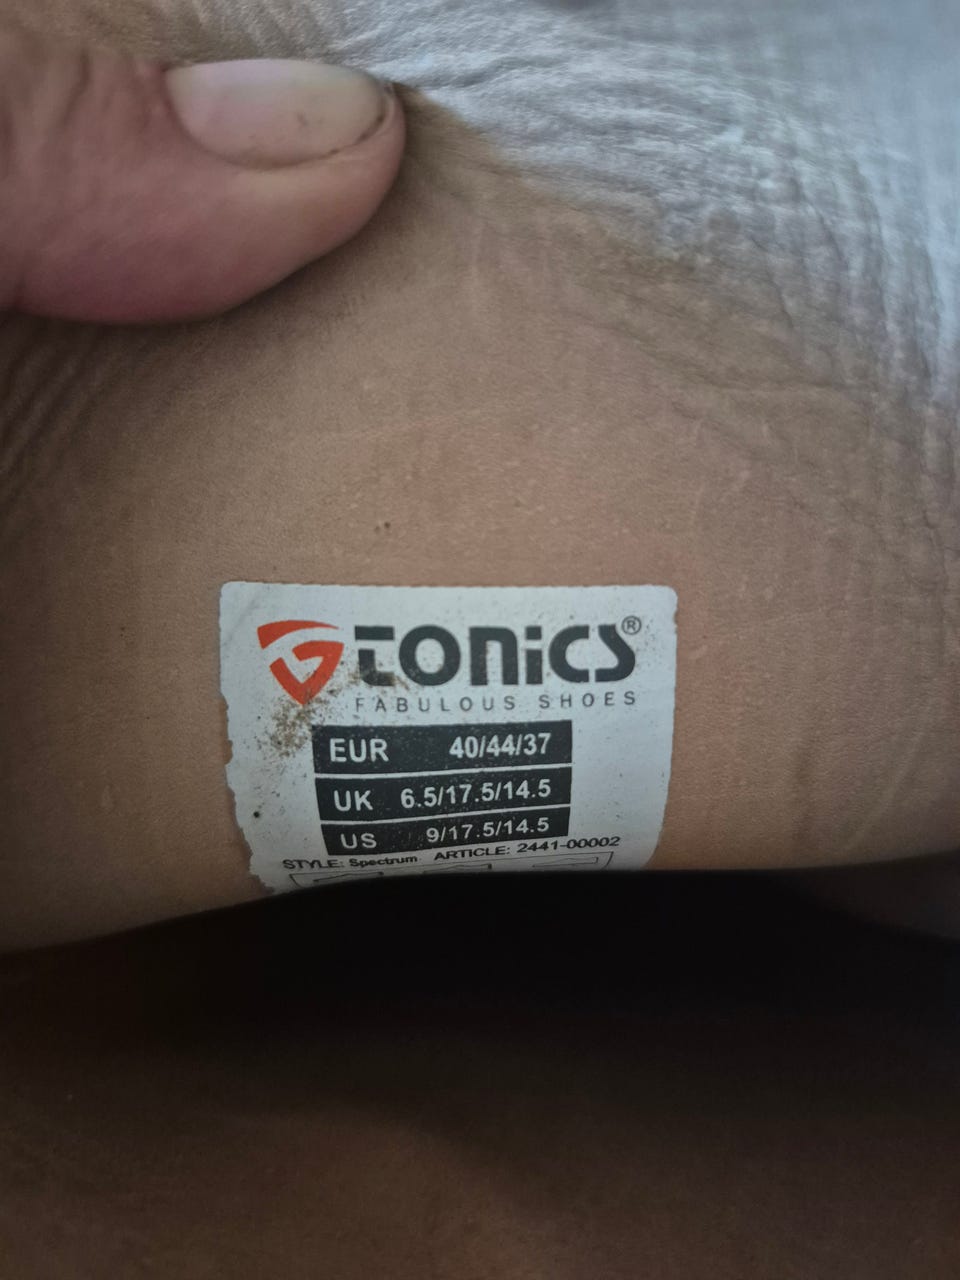 TONiCS®
FABULOUS SHOES
EUR 40/44/37
UK 6.5/17.5/14.5
US 9/17.5/14.5
STYLE: Spectrum ARTICLE: 2441-00002